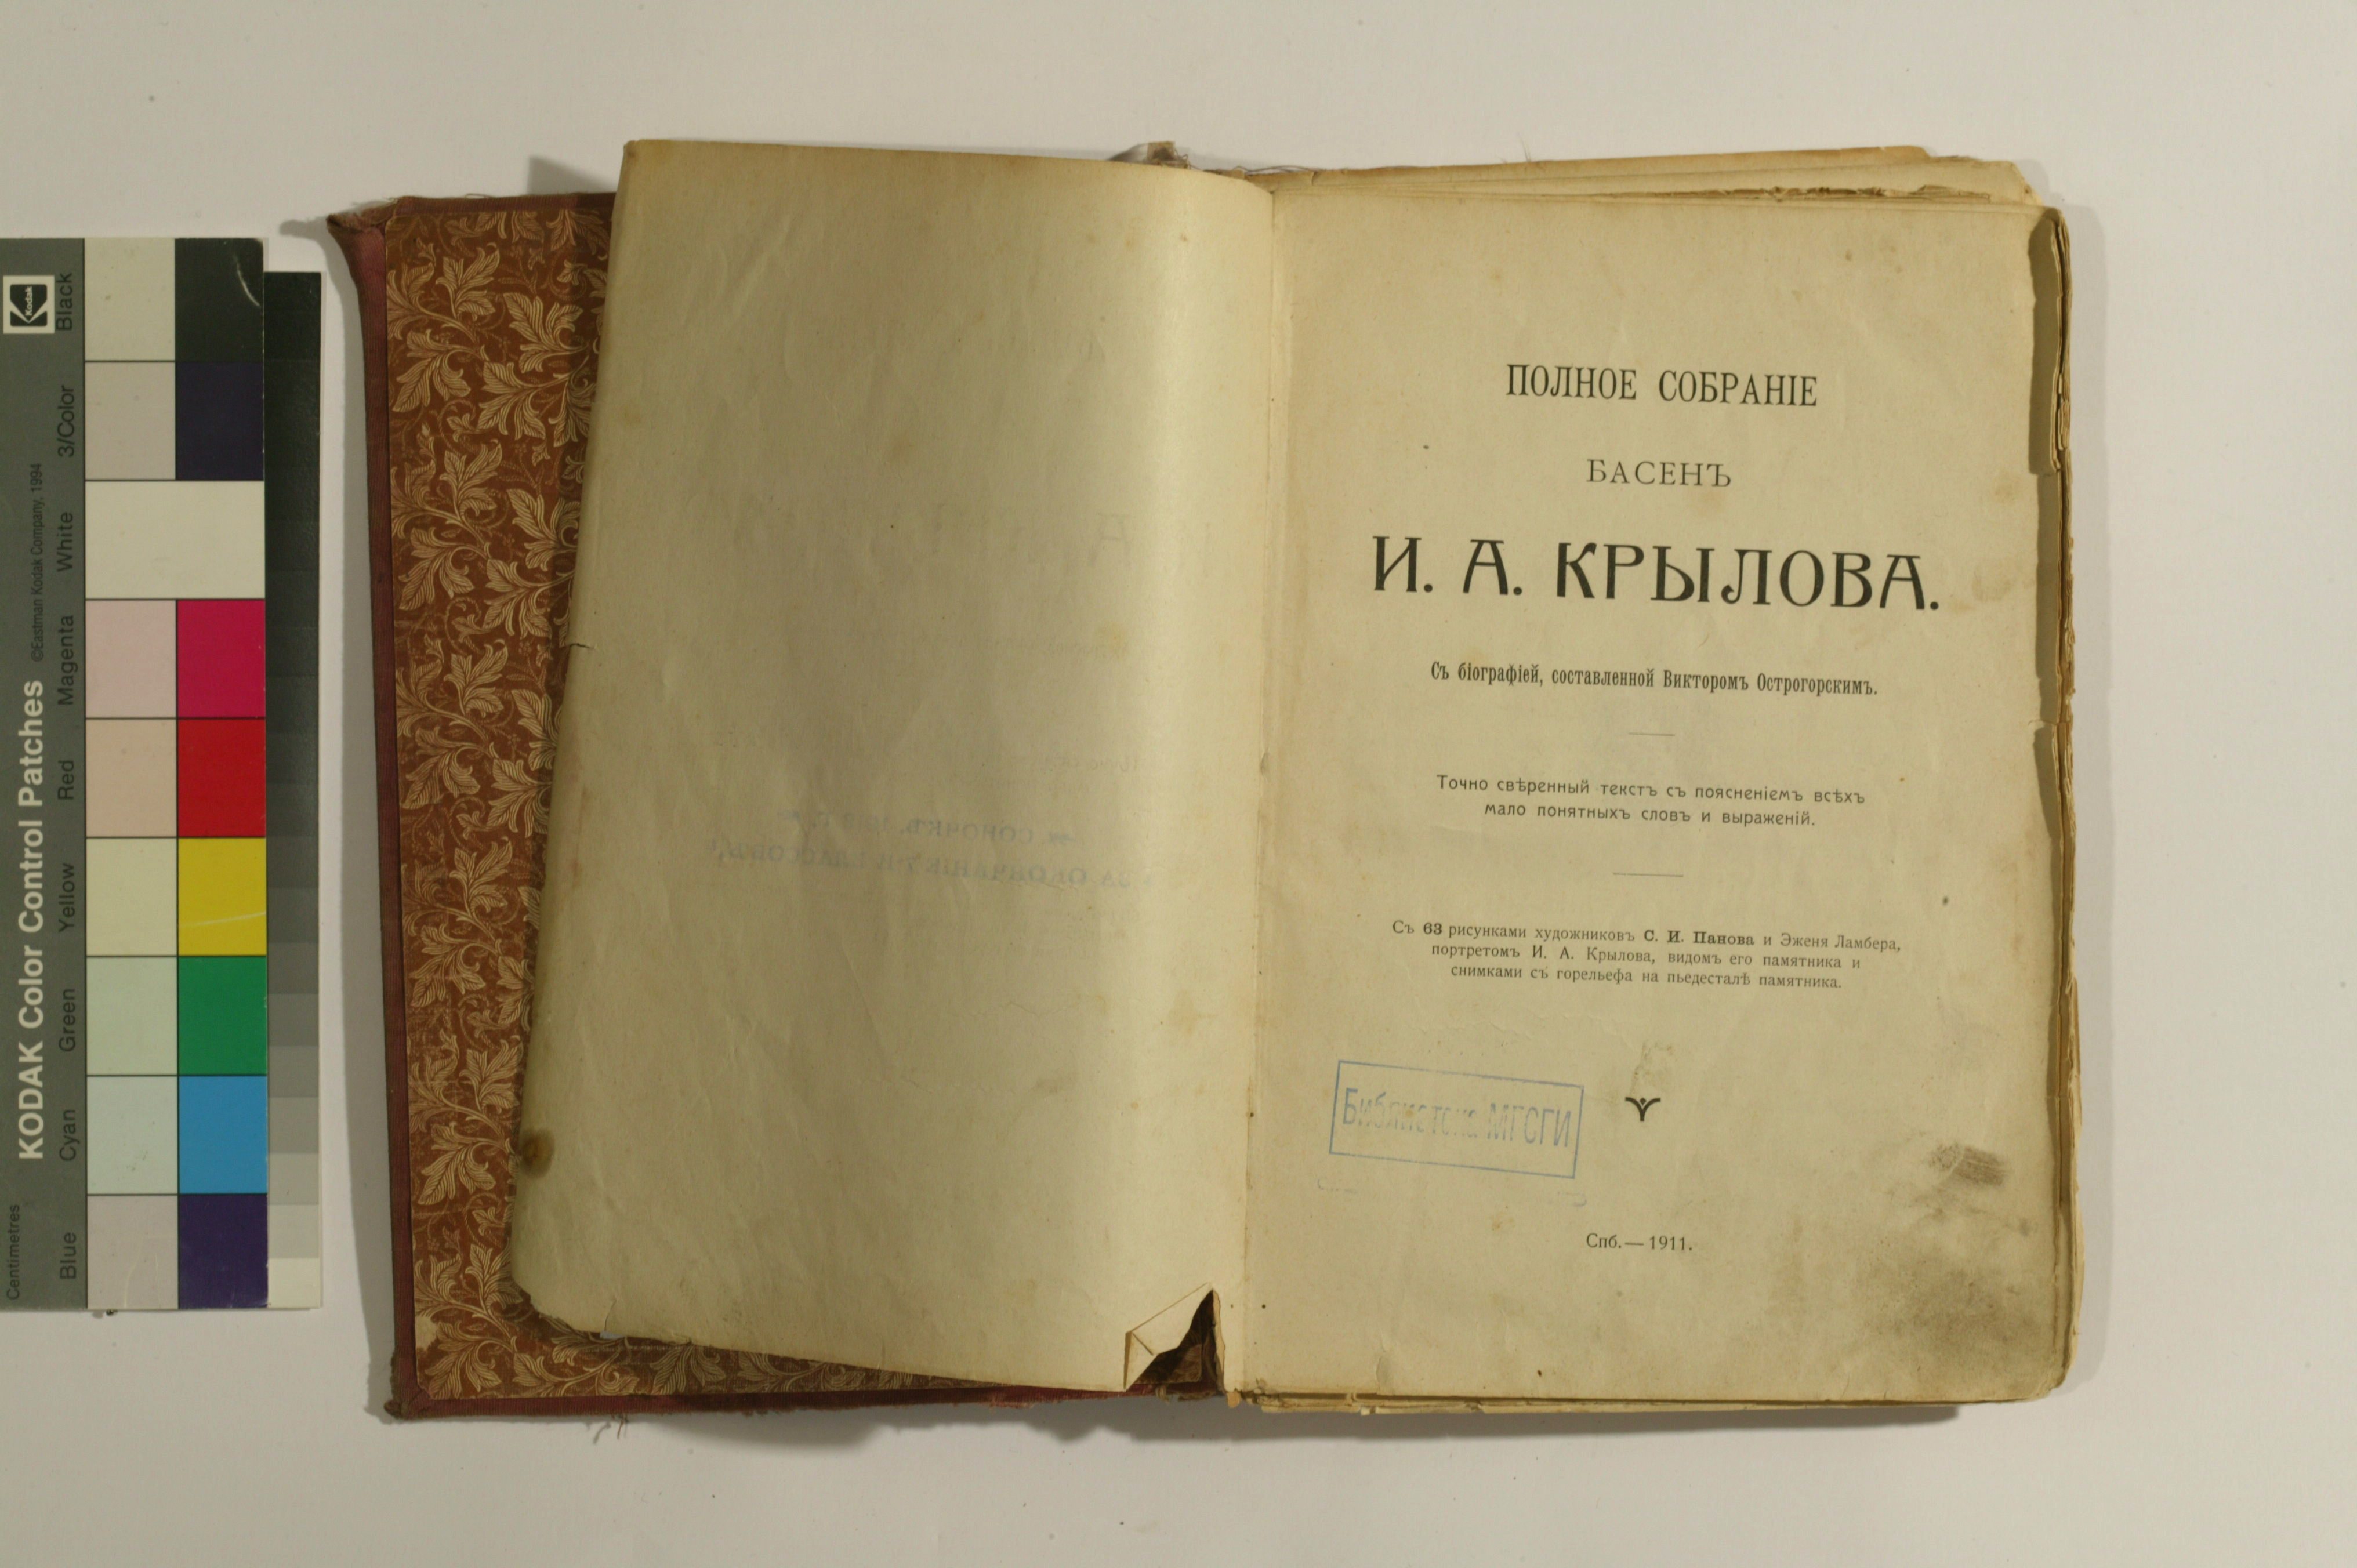 KODAK Color Control Patches
©Eastman Kodak Company, 1994
Kodak
Centimetres
Blue Cyan Green Yellow Red Magenta White 3/Color Black
ПОЛНОЕ СОБРАНІЕ
БАСЕНЪ
И. А. КРЫЛОВА.
Съ біографіей, составленной Викторомъ Острогорскимъ.
Точно свѣренный текстъ съ поясненіемъ всѣхъ
мало понятныхъ словъ и выраженій.
Съ 63 рисунками художниковъ С. И. Панова и Эженя Ламбера,
портретомъ И. А. Крылова, видомъ его памятника и
снимками съ горельефа на пьедесталѣ памятника.
Библиотека МГСГИ
Спб.—1911.